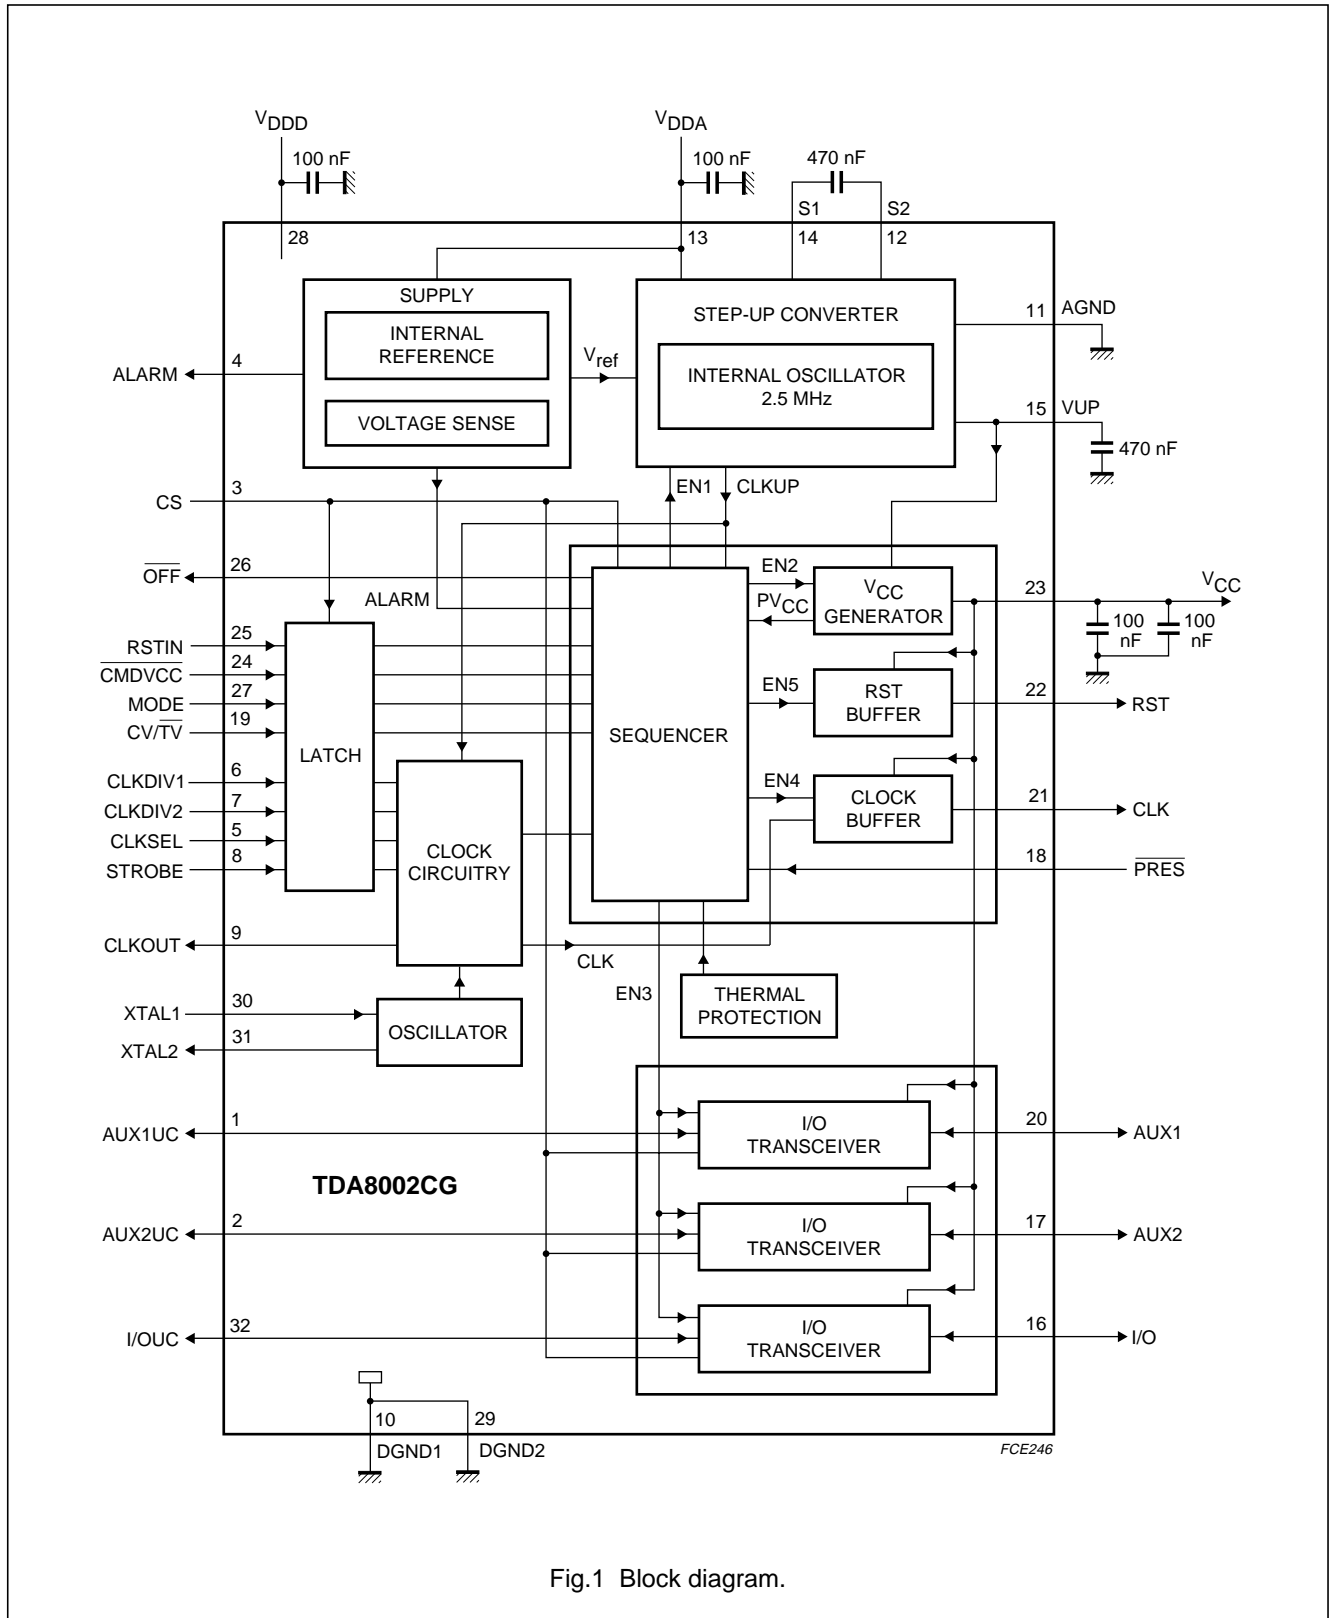 VDDD
VDDA
100 nF
100 nF
470 nF
S1
S2
28
13
14
12
SUPPLY
INTERNAL
REFERENCE
VOLTAGE SENSE
Vref
STEP-UP CONVERTER
INTERNAL OSCILLATOR
2.5 MHz
11
AGND
15
VUP
470 nF
ALARM
4
CS
3
EN1
CLKUP
OFF
26
ALARM
EN2
PVCC
VCC
GENERATOR
23
VCC
100
nF
100
nF
RSTIN
25
CMDVCC
24
MODE
27
CV/TV
19
LATCH
SEQUENCER
EN5
RST
BUFFER
22
RST
CLKDIV1
6
CLKDIV2
7
CLKSEL
5
STROBE
8
CLOCK
CIRCUITRY
EN4
CLOCK
BUFFER
21
CLK
18
PRES
CLKOUT
9
CLK
EN3
THERMAL
PROTECTION
XTAL1
30
XTAL2
31
OSCILLATOR
AUX1UC
1
I/O
TRANSCEIVER
20
AUX1
TDA8002CG
AUX2UC
2
I/O
TRANSCEIVER
17
AUX2
I/OUC
32
I/O
TRANSCEIVER
16
I/O
10
29
DGND1
DGND2
FCE246
Fig.1 Block diagram.